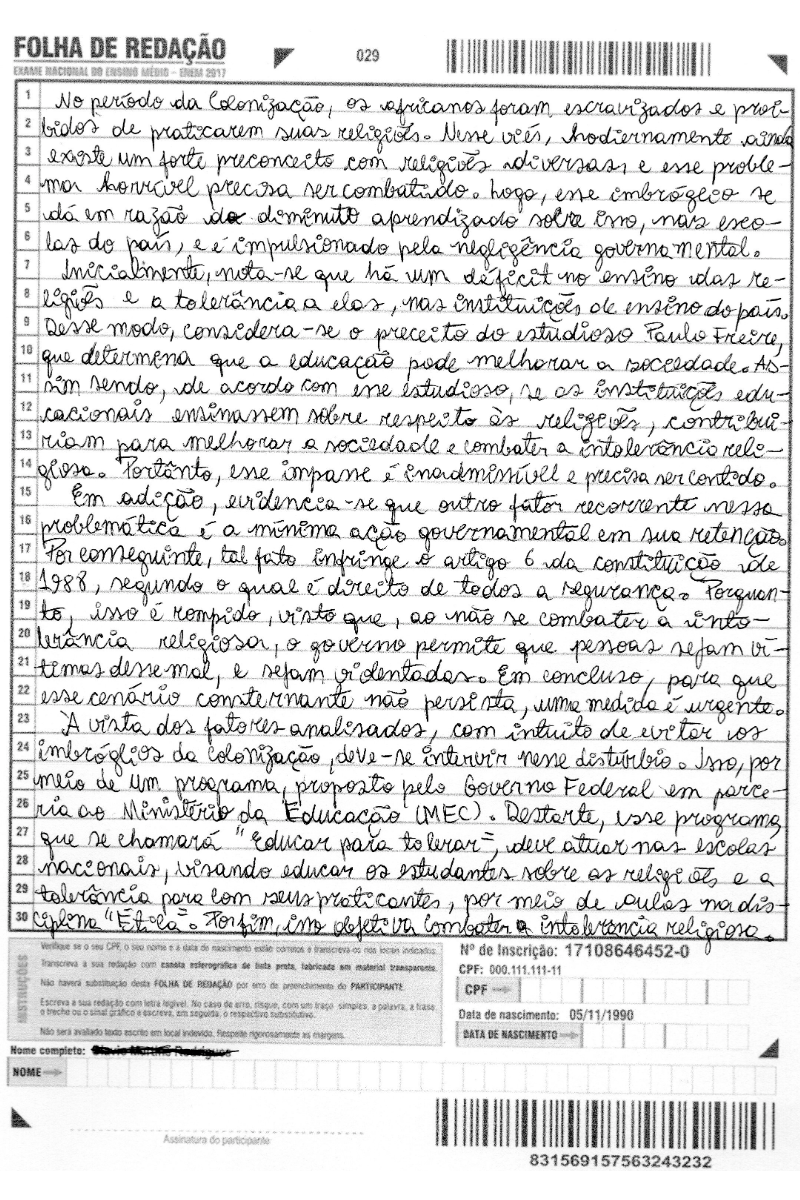 FOLHA DE REDAÇÃO
029
EXAME NACIONAL DO ENSINO MÉDIO - ENEM 2017
1 No período da Colonização, os africanos foram escravizados e proi-
2 bidos de praticarem suas religiões. Nesse viés, hodiernamente ainda
3 existe um forte preconceito com religiões diversas, e esse proble-
4 ma horrível precisa ser combatido. Logo, esse imbróglio se
5 dá em razão do diminuto aprendizado sobre isso, nas esco-
6 las do país, e é impulsionado pela negligência governamental.
7 Inicialmente, nota-se que há um déficit no ensino das re-
8 ligiões e a tolerância a elas, nas instituições de ensino do país.
9 Desse modo, considera-se o preceito do estudioso Paulo Freire,
10 que determina que a educação pode melhorar a sociedade. As-
11 sim sendo, de acordo com esse estudioso, se as instituições edu-
12 cacionais ensinassem sobre respeito às religiões, contribui-
13 riam para melhorar a sociedade e combater a intolerância reli-
14 giosa. Portanto, esse impasse é inadmissível e precisa ser contido.
15 Em adição, evidencia-se que outro fator recorrente nessa
16 problemática é a mínima ação governamental em sua retenção.
17 Por conseguinte, tal fato infringe o artigo 6 da constituição de
18 1988, segundo o qual é direito de todos a segurança. Porquan-
19 to, isso é rompido, visto que, ao não se combater a into-
20 lerância religiosa, o governo permite que pessoas sejam ví-
21 timas desse mal, e sejam violentadas. Em concluso, para que
22 esse cenário consternante não persista, uma medida é urgente.
23 À vista dos fatores analisados, com intuito de evitar os
24 imbróglios da Colonização, deve-se intervir nesse distúrbio. Isso, por
25 meio de um programa, proposto pelo Governo Federal em parce-
26 ria ao Ministério da Educação (MEC). Destarte, esse programa,
27 que se chamará "Educar para tolerar", deve atuar nas escolas
28 nacionais, visando educar os estudantes sobre as religiões, e a
29 tolerância para com seus praticantes, por meio de aulas na dis-
30 ciplina "Ética". Por fim, isso objetiva combater a intolerância religiosa.
INSTRUÇÕES
Verifique se o seu CPF, o seu nome e a data de nascimento estão corretos e transcreva-os nos locais indicados.
Transcreva a sua redação com caneta esferográfica de tinta preta, fabricada em material transparente.
Não haverá substituição desta FOLHA DE REDAÇÃO por erro de preenchimento do PARTICIPANTE.
Escreva a sua redação com letra legível. No caso de erro, risque, com um traço simples, a palavra, a frase
o trecho ou o sinal gráfico e escreva, em seguida, o respectivo substitutivo.
Não será avaliado texto escrito em local indevido. Respeite rigorosamente as margens.
Nº de Inscrição: 17108646452-0
CPF: 000.111.111-11
CPF
Data de nascimento: 05/11/1990
DATA DE NASCIMENTO
Nome completo:
NOME
Assinatura do participante
831569157563243232